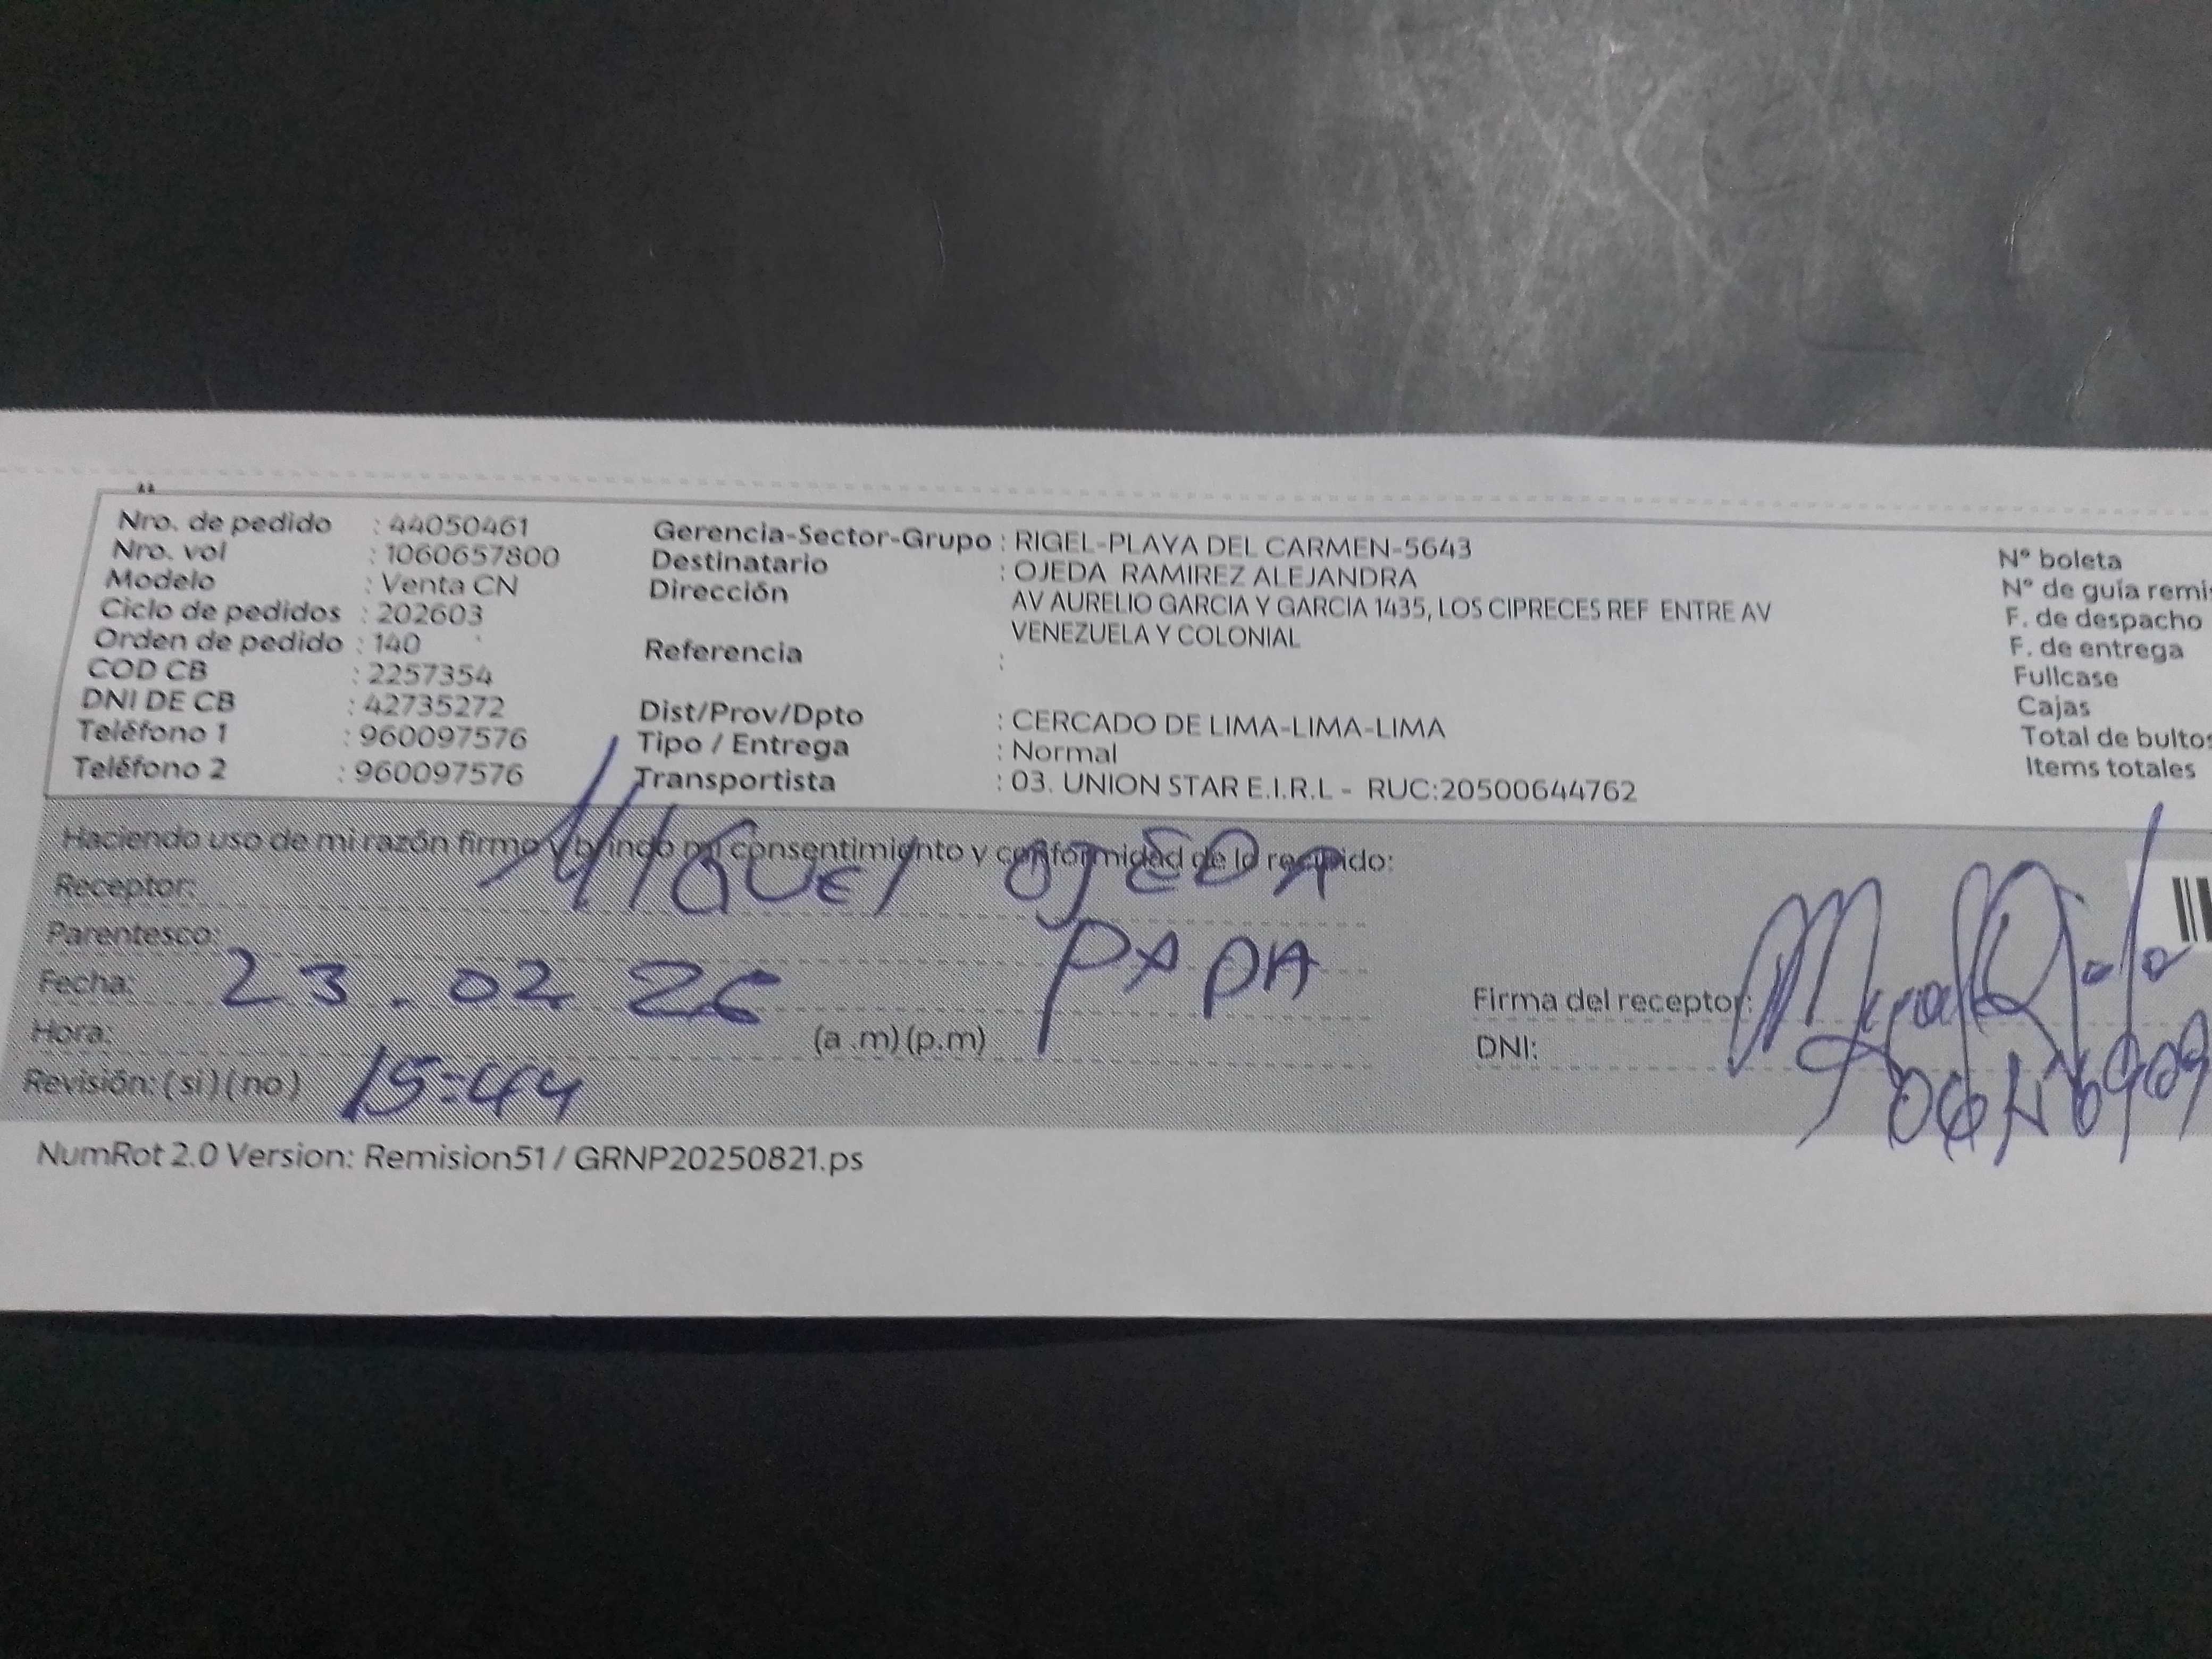 Nro. de pedido : 44050461
Nro. vol : 1060657800
Modelo : Venta CN
Ciclo de pedidos : 202603
Orden de pedido : 140
COD CB : 2257354
DNI DE CB : 42735272
Teléfono 1 : 960097576
Teléfono 2 : 960097576
Gerencia-Sector-Grupo : RIGEL-PLAYA DEL CARMEN-5643
Destinatario : OJEDA RAMIREZ ALEJANDRA
Dirección AV AURELIO GARCIA Y GARCIA 1435, LOS CIPRECES REF ENTRE AV
VENEZUELA Y COLONIAL
Referencia :
Dist/Prov/Dpto : CERCADO DE LIMA-LIMA-LIMA
Tipo / Entrega : Normal
Transportista : 03. UNION STAR E.I.R.L - RUC:20500644762
N° boleta
N° de guía remi
F. de despacho
F. de entrega
Fullcase
Cajas
Total de bultos
Items totales
Haciendo uso de mi razón firmo y brindo mi consentimiento y conformidad de lo recibido:
Receptor: MIGUEL OJEDA
Parentesco: PAPA
Fecha: 23.02 26
Hora: 15:44 (a .m) (p.m)
Revisión: (si) (no)
Firma del receptor:
DNI:
NumRot 2.0 Version: Remision51 / GRNP20250821.ps